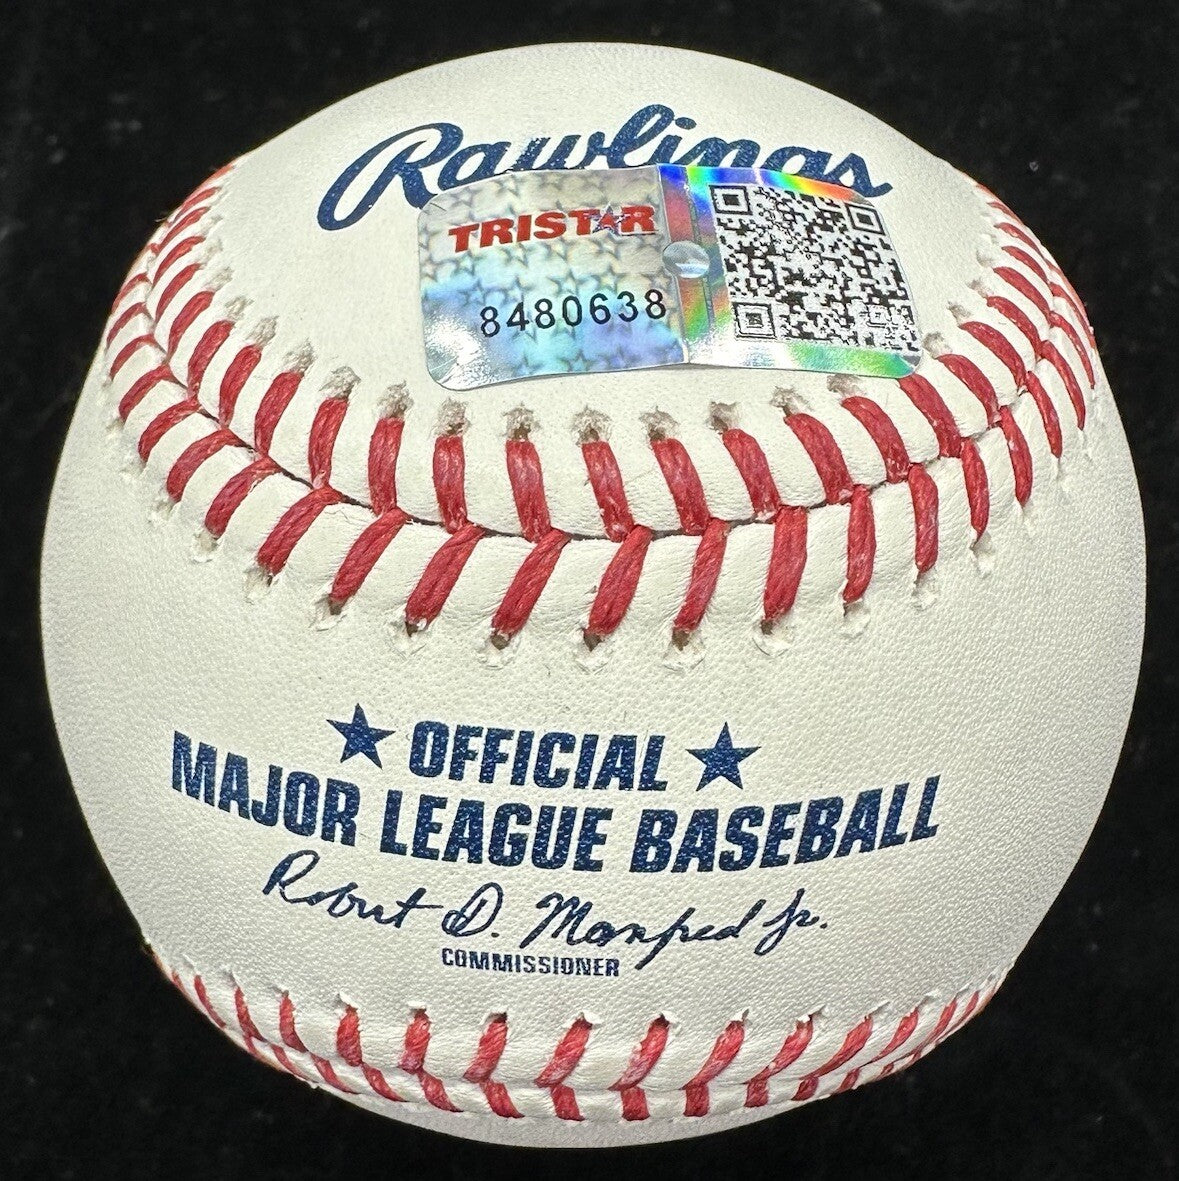 Rawlings
TRISTAR
8480638
OFFICIAL
MAJOR LEAGUE BASEBALL
Robert D. Manfred Jr.
COMMISSIONER